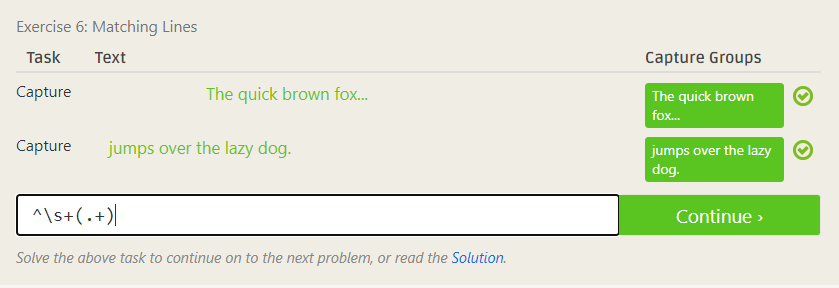 Exercise 6: Matching Lines
Task Text Capture Groups
Capture The quick brown fox... The quick brown
fox...
Capture jumps over the lazy dog. jumps over the lazy
dog.
^\s+(.+) Continue ›
Solve the above task to continue on to the next problem, or read the Solution.